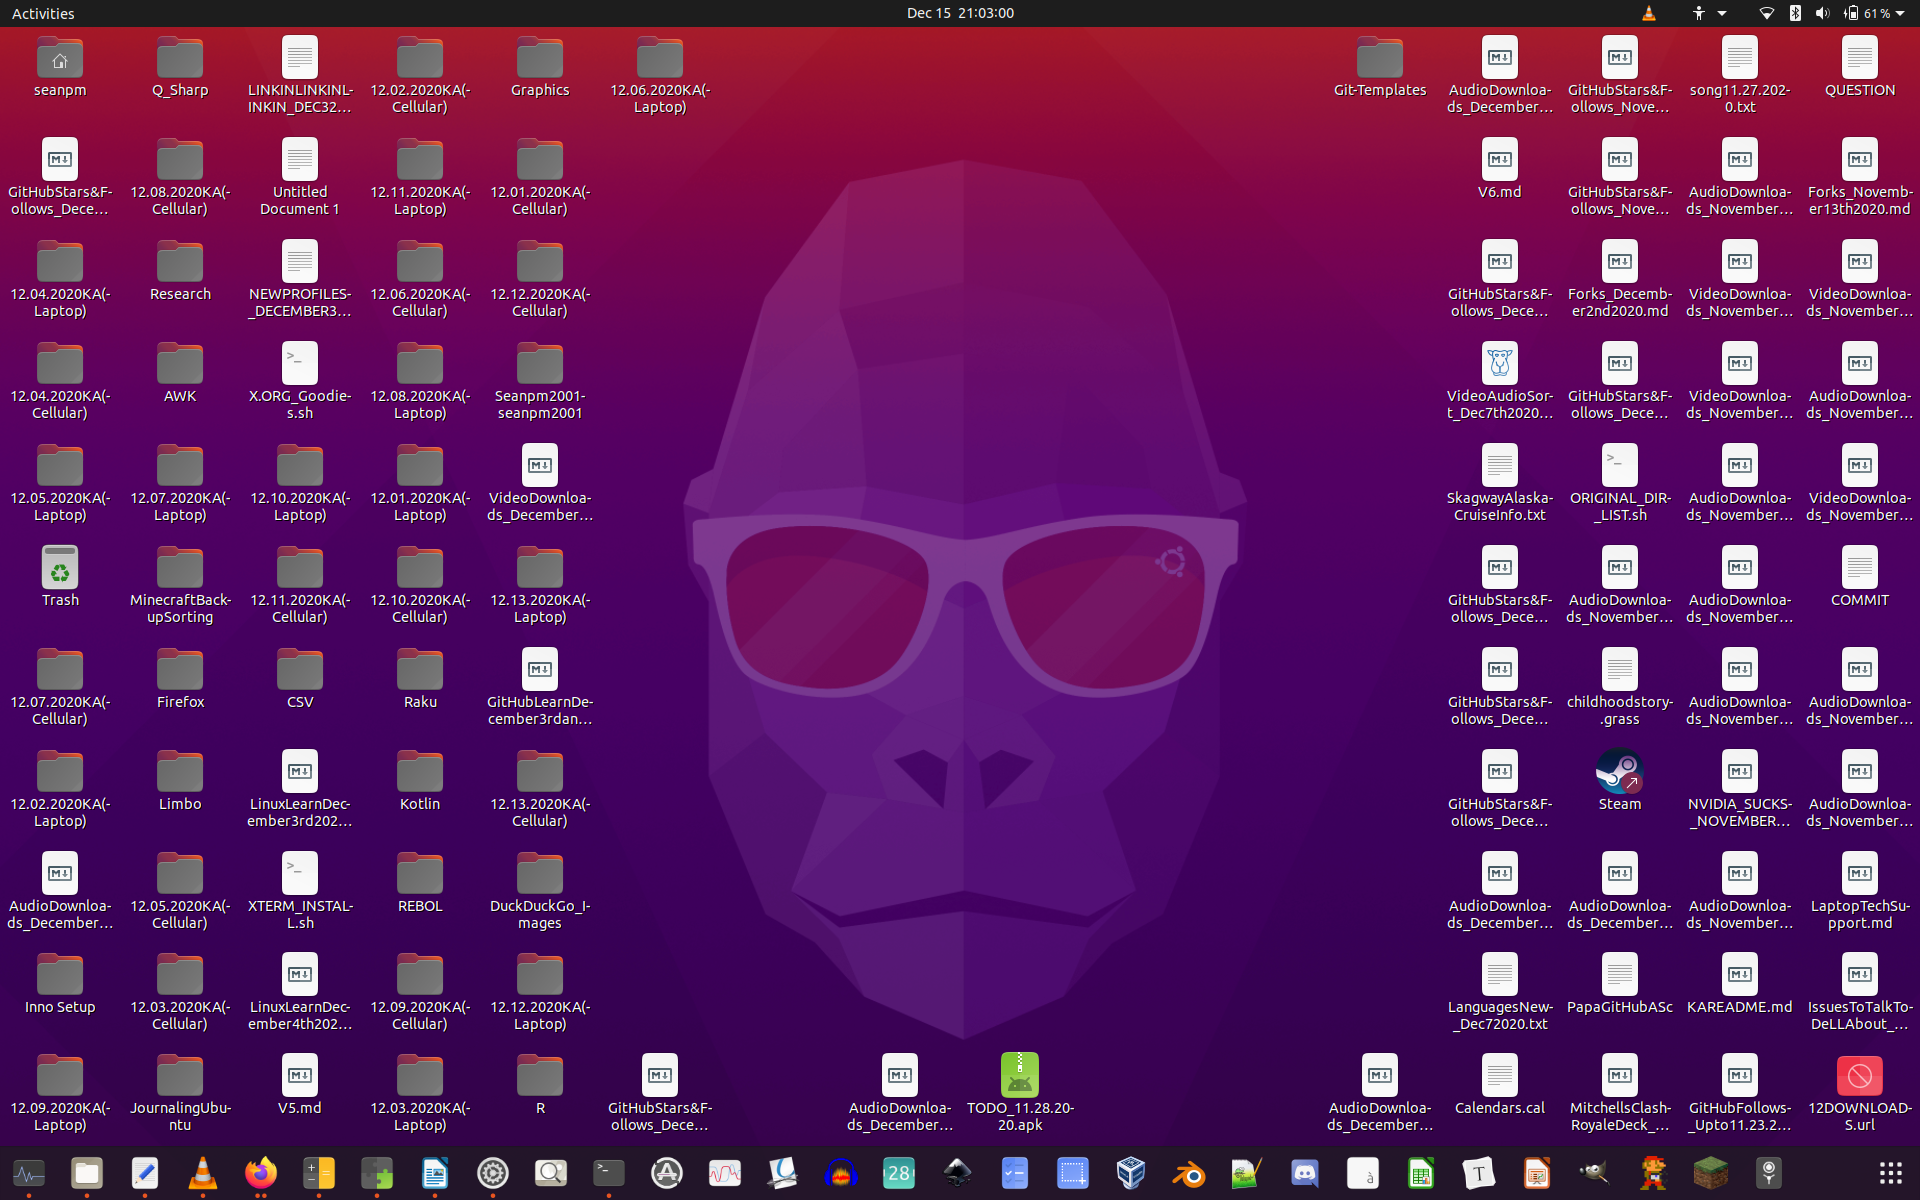 Activities
Dec 15 21:03:00
61 %
seanpm
Q_Sharp
LINKINLINKINL-
INKIN_DEC32...
12.02.2020KA(-
Cellular)
Graphics
12.06.2020KA(-
Laptop)
Git-Templates
AudioDownloa-
ds_December...
GitHubStars&F-
ollows_Nove...
song11.27.202-
0.txt
QUESTION
GitHubStars&F-
ollows_Dece...
12.08.2020KA(-
Cellular)
Untitled
Document 1
12.11.2020KA(-
Laptop)
12.01.2020KA(-
Cellular)
V6.md
GitHubStars&F-
ollows_Nove...
AudioDownloa-
ds_November...
Forks_Novemb-
er13th2020.md
12.04.2020KA(-
Laptop)
Research
NEWPROFILES-
_DECEMBER3...
12.06.2020KA(-
Cellular)
12.12.2020KA(-
Cellular)
GitHubStars&F-
ollows_Dece...
Forks_Decemb-
er2nd2020.md
VideoDownloa-
ds_November...
VideoDownloa-
ds_November...
12.04.2020KA(-
Cellular)
AWK
X.ORG_Goodie-
s.sh
12.08.2020KA(-
Laptop)
Seanpm2001-
seanpm2001
VideoAudioSor-
t_Dec7th2020...
GitHubStars&F-
ollows_Dece...
VideoDownloa-
ds_November...
AudioDownloa-
ds_November...
12.05.2020KA(-
Laptop)
12.07.2020KA(-
Laptop)
12.10.2020KA(-
Laptop)
12.01.2020KA(-
Laptop)
VideoDownloa-
ds_December...
SkagwayAlaska-
CruiseInfo.txt
ORIGINAL_DIR-
_LIST.sh
AudioDownloa-
ds_November...
VideoDownloa-
ds_November...
Trash
MinecraftBack-
upSorting
12.11.2020KA(-
Cellular)
12.10.2020KA(-
Cellular)
12.13.2020KA(-
Laptop)
GitHubStars&F-
ollows_Dece...
AudioDownloa-
ds_November...
AudioDownloa-
ds_November...
COMMIT
12.07.2020KA(-
Cellular)
Firefox
CSV
Raku
GitHubLearnDe-
cember3rdan...
GitHubStars&F-
ollows_Dece...
childhoodstory-
.grass
AudioDownloa-
ds_November...
AudioDownloa-
ds_November...
12.02.2020KA(-
Laptop)
Limbo
LinuxLearnDec-
ember3rd202...
Kotlin
12.13.2020KA(-
Cellular)
GitHubStars&F-
ollows_Dece...
Steam
NVIDIA_SUCKS-
_NOVEMBER...
AudioDownloa-
ds_November...
AudioDownloa-
ds_December...
12.05.2020KA(-
Cellular)
XTERM_INSTAL-
L.sh
REBOL
DuckDuckGo_I-
mages
AudioDownloa-
ds_December...
AudioDownloa-
ds_December...
AudioDownloa-
ds_November...
LaptopTechSu-
pport.md
Inno Setup
12.03.2020KA(-
Cellular)
LinuxLearnDec-
ember4th202...
12.09.2020KA(-
Cellular)
12.12.2020KA(-
Laptop)
LanguagesNew-
_Dec72020.txt
PapaGitHubASc
KAREADME.md
IssuesToTalkTo-
DeLLAbout_...
12.09.2020KA(-
Laptop)
JournalingUbu-
ntu
V5.md
12.03.2020KA(-
Laptop)
R
GitHubStars&F-
ollows_Dece...
AudioDownloa-
ds_December...
TODO_11.28.20-
20.apk
AudioDownloa-
ds_December...
Calendars.cal
MitchellsClash-
RoyaleDeck_...
GitHubFollows-
_Upto11.23.2...
12DOWNLOAD-
S.url
28
à
T